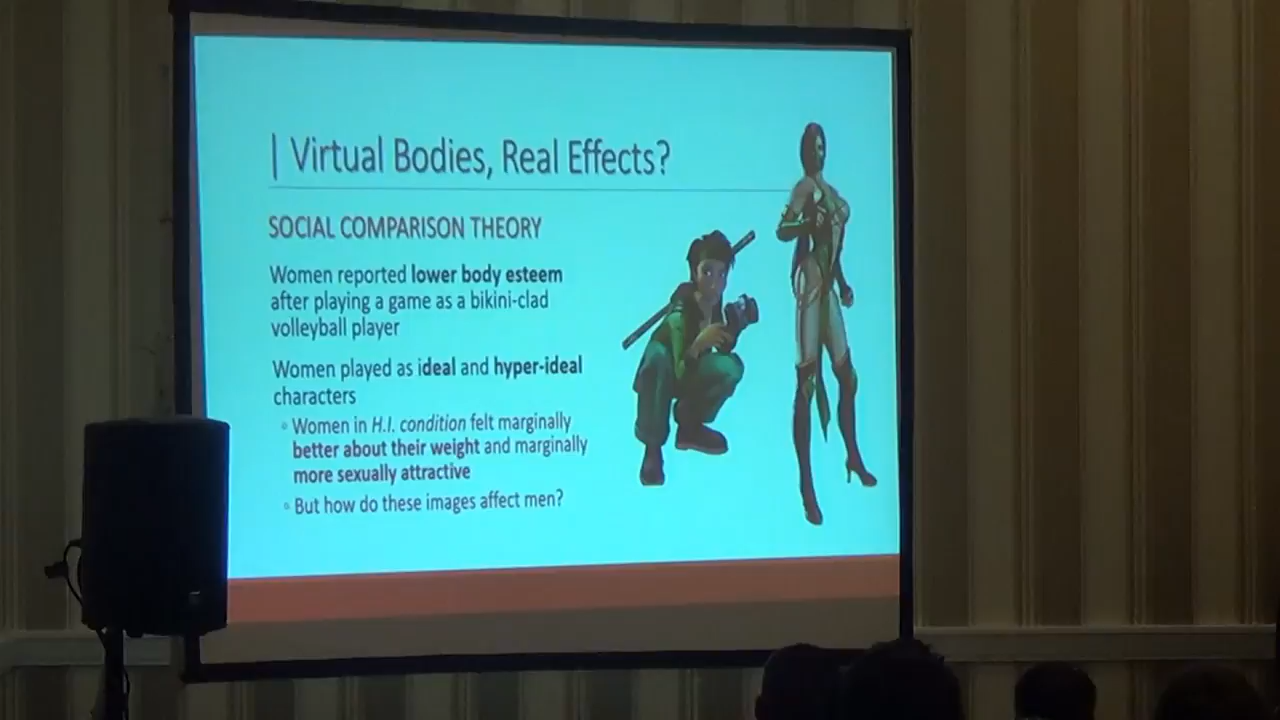 | Virtual Bodies, Real Effects?
SOCIAL COMPARISON THEORY
Women reported lower body esteem
after playing a game as a bikini-clad
volleyball player
Women played as ideal and hyper-ideal
characters
◦ Women in H.I. condition felt marginally
better about their weight and marginally
more sexually attractive
◦ But how do these images affect men?